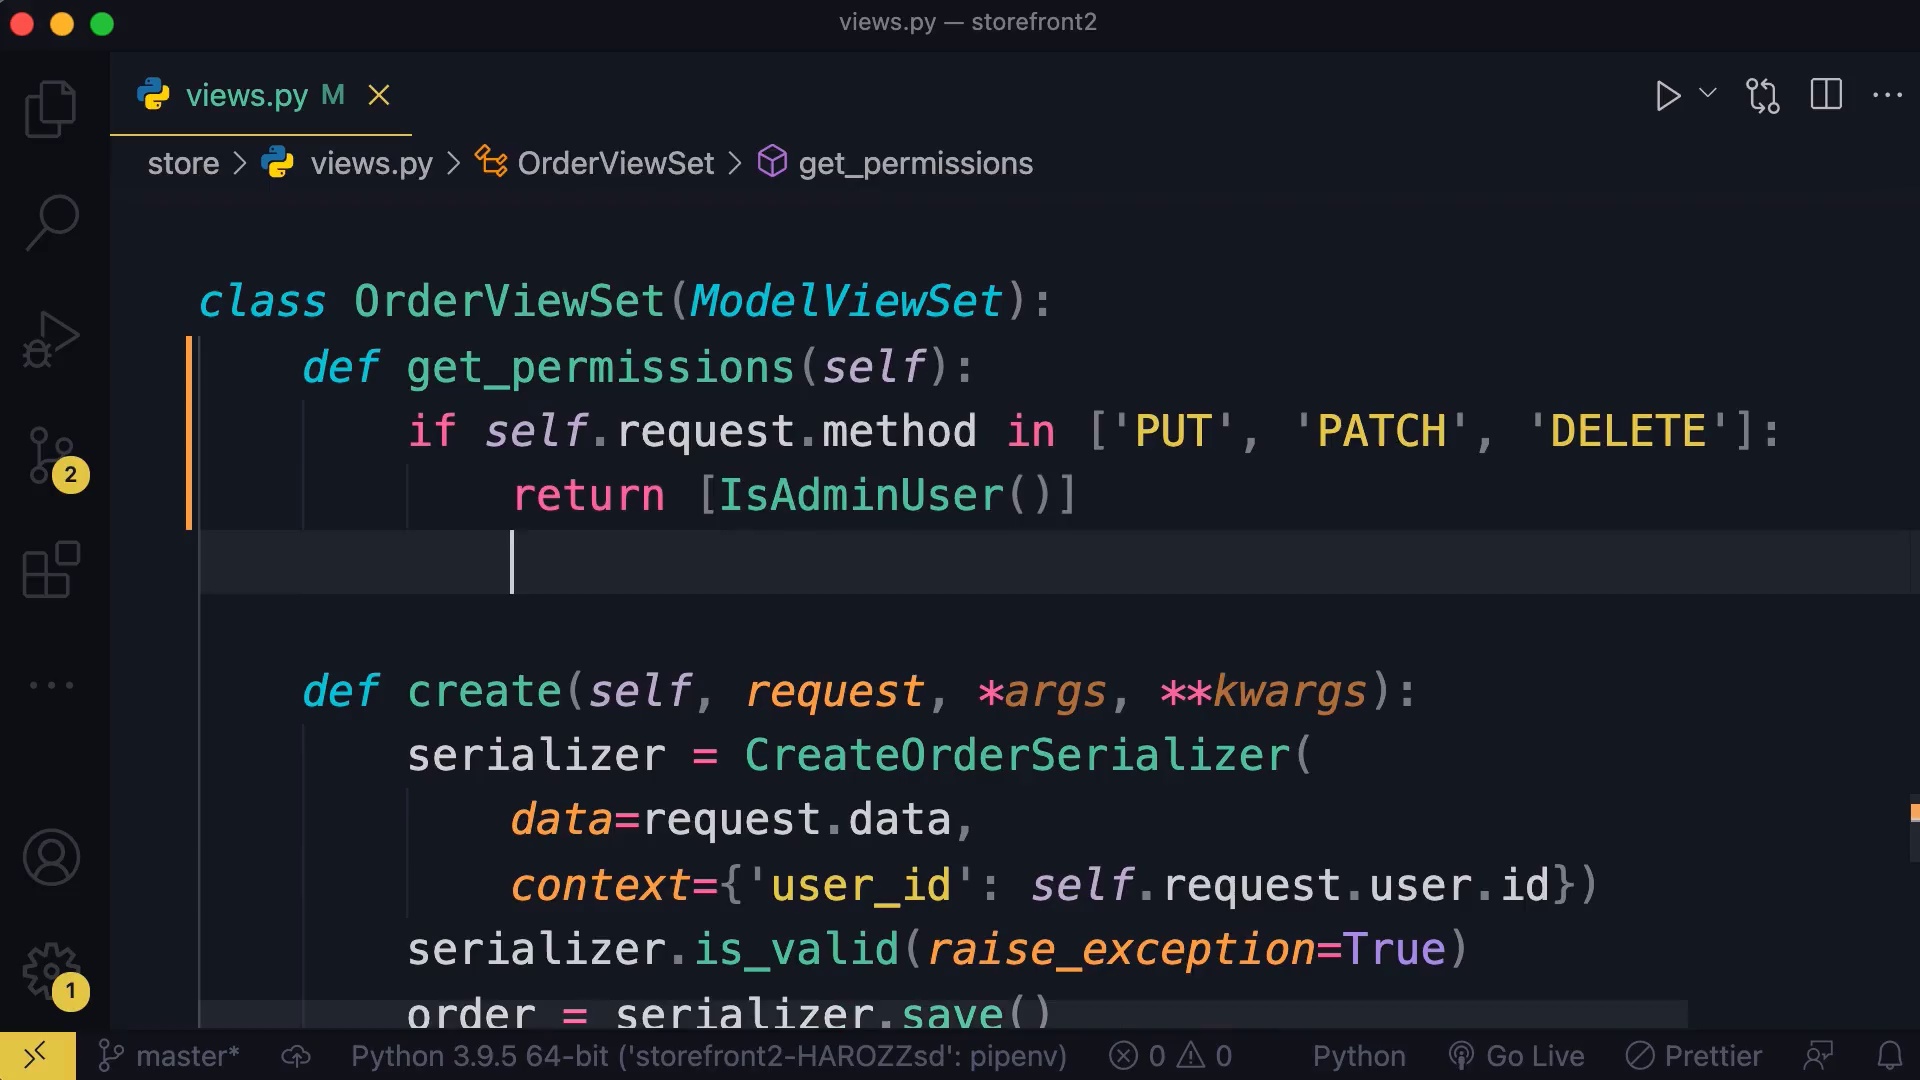 views.py — storefront2
views.py M
store > views.py > OrderViewSet > get_permissions
class OrderViewSet(ModelViewSet):
def get_permissions(self):
if self.request.method in ['PUT', 'PATCH', 'DELETE']:
return [IsAdminUser()]
def create(self, request, *args, **kwargs):
serializer = CreateOrderSerializer(
data=request.data,
context={'user_id': self.request.user.id})
serializer.is_valid(raise_exception=True)
order = serializer.save()
2
1
master* Python 3.9.5 64-bit ('storefront2-HAROZZsd': pipenv) 0 0 Python Go Live Prettier